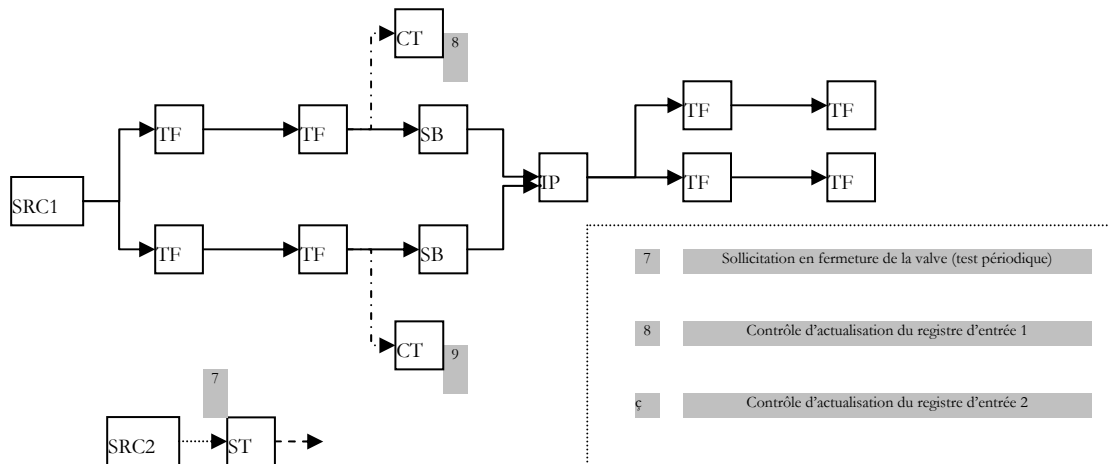 CT
8
TF
TF
TF
TF
SB
IP
TF
TF
SRC1
TF
TF
SB
7 Sollicitation en fermeture de la valve (test périodique)
8 Contrôle d'actualisation du registre d'entrée 1
CT
9
7
ç Contrôle d'actualisation du registre d'entrée 2
SRC2
ST